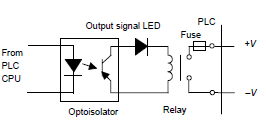 Output signal LED
PLC
Fuse
From
PLC
CPU
+V
–V
Optoisolator
Relay